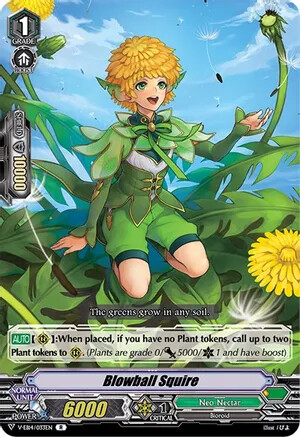 1
GRADE
BOOST
10000
The greens grow in any soil.
AUTO [ ]:When placed, if you have no Plant tokens, call up to two
Plant tokens to . (Plants are grade 0/ 5000/ 1 and have boost)
Blowball Squire
NORMAL
UNIT
POWER
6000
1
CRITICAL
Neo Nectar
Bioroid
V-EB14/033EN R
Illust /